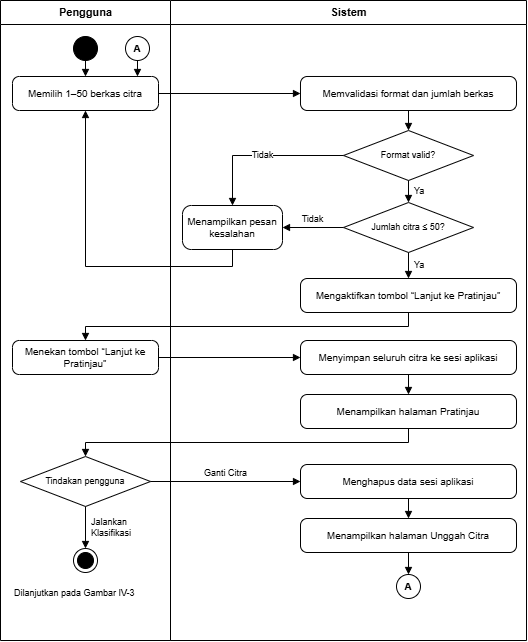 Pengguna
Sistem
A
Memilih 1–50 berkas citra
Memvalidasi format dan jumlah berkas
Format valid?
Tidak
Ya
Menampilkan pesan
kesalahan
Tidak
Jumlah citra ≤ 50?
Ya
Mengaktifkan tombol “Lanjut ke Pratinjau”
Menekan tombol “Lanjut ke
Pratinjau”
Menyimpan seluruh citra ke sesi aplikasi
Menampilkan halaman Pratinjau
Tindakan pengguna
Ganti Citra
Menghapus data sesi aplikasi
Jalankan
Klasifikasi
Menampilkan halaman Unggah Citra
A
Dilanjutkan pada Gambar IV-3